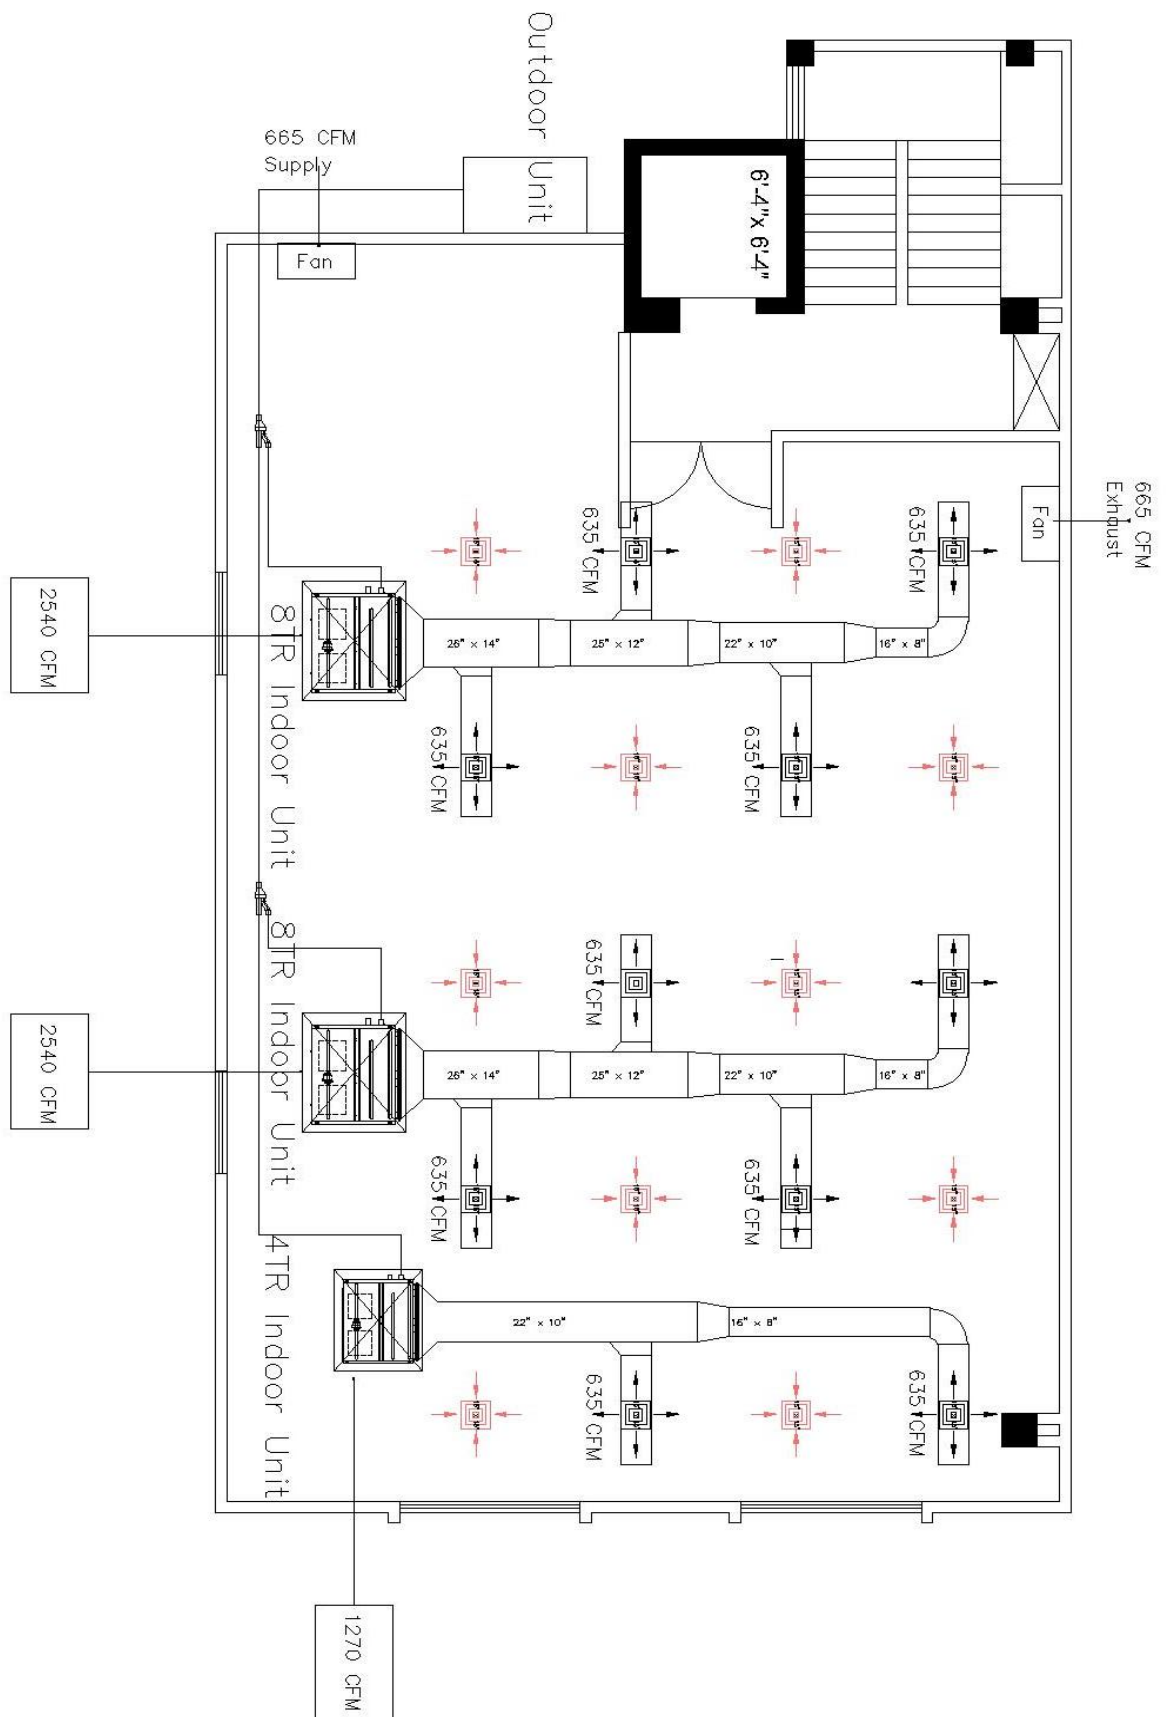 Outdoor Unit
665 CFM
Supply
Fan
6'-4"x 6'-4"
665 CFM
Exhaust
Fan
635 CFM
635 CFM
2540 CFM
8TR Indoor Unit
26" x 14"
25" x 12"
22" x 10"
16" x 8"
635 CFM
635 CFM
635 CFM
2540 CFM
8TR Indoor Unit
26" x 14"
25" x 12"
22" x 10"
16" x 8"
635 CFM
635 CFM
4TR Indoor Unit
22" x 10"
16" x 8"
635 CFM
635 CFM
1270 CFM